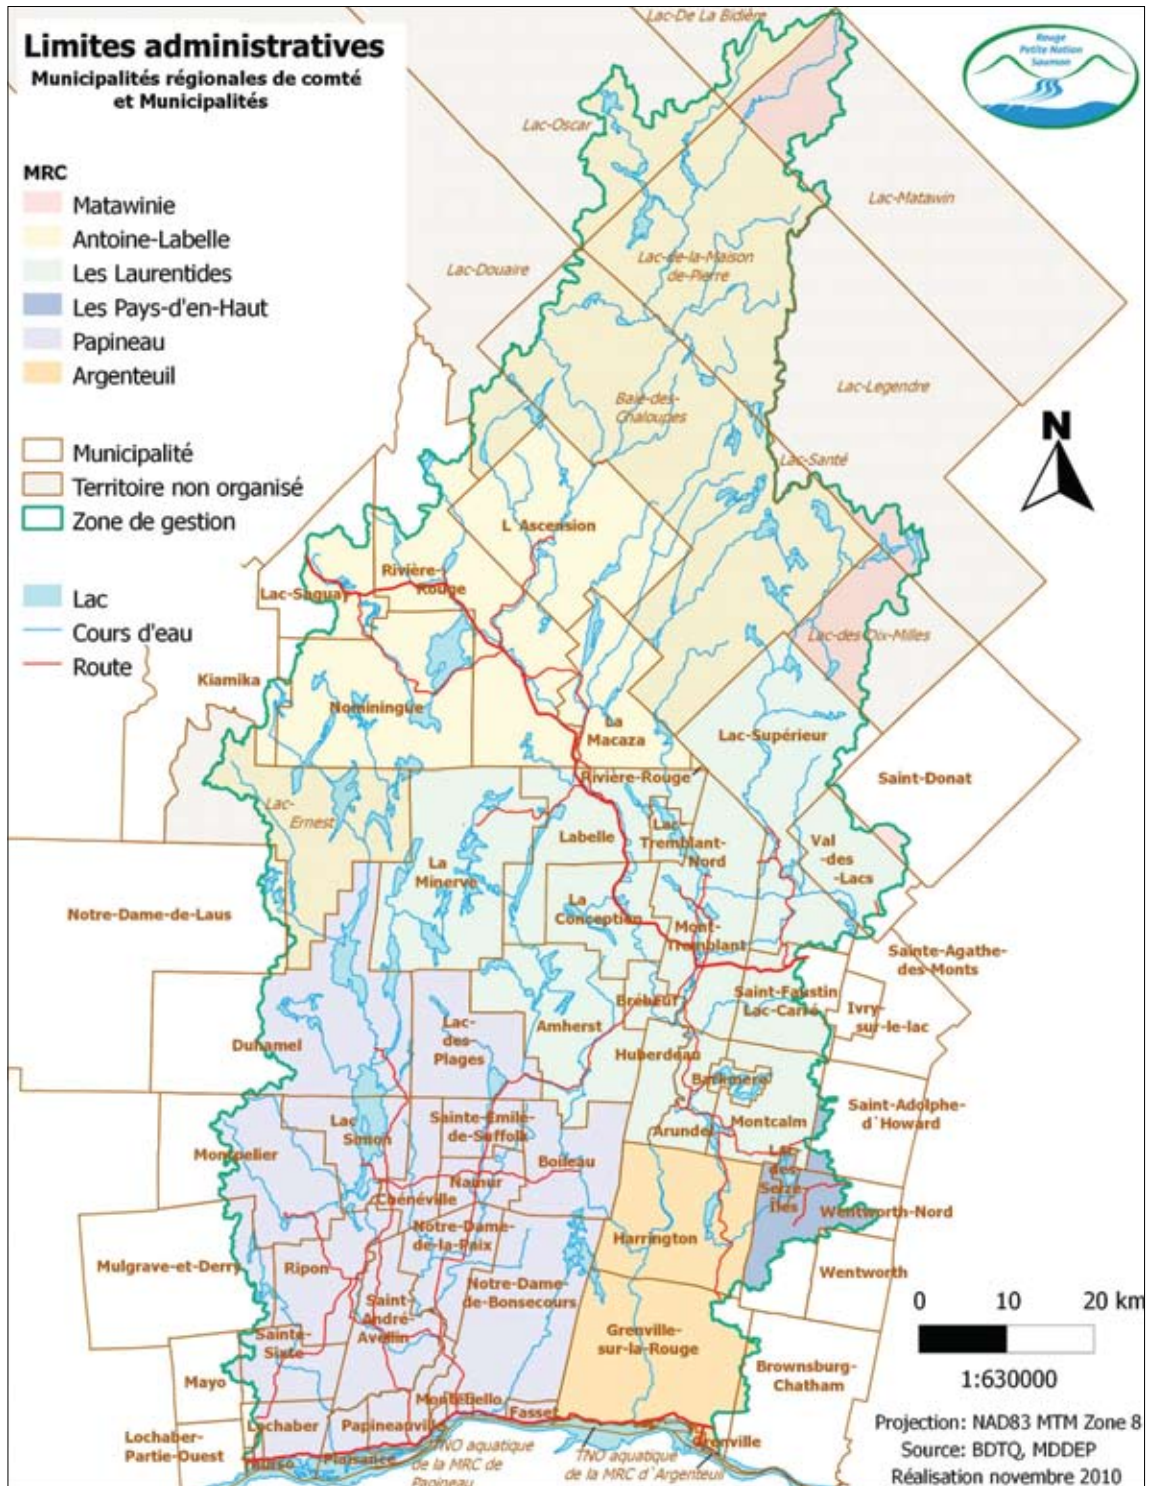 Limites administratives
Municipalités régionales de comté
et Municipalités
Rouge
Petite Nation
Saumon
MRC
Matawinie
Antoine-Labelle
Les Laurentides
Les Pays-d'en-Haut
Papineau
Argenteuil
Municipalité
Territoire non organisé
Zone de gestion
Lac
Cours d'eau
Route
Lac-De La Bidière
Lac-Oscar
Lac-Matawin
Lac-Douaire
Lac-de-la-Maison
de-Pierre
Lac-Legendre
Baie-des-
Chaloupes
N
Lac-Santé
L'Ascension
Rivière-
Rouge
Lac-Saguay
Lac-des-Dix-Milles
Kiamika
Nominingue
La
Macaza
Lac-Supérieur
Rivière-Rouge
Saint-Donat
Lac-
Ernest
Labelle
Lac-
Tremblant-
Nord
Val
-des
-Lacs
La
Minerve
La
Conception
Notre-Dame-de-Laus
Mont-
Tremblant
Sainte-Agathe-
des-Monts
Saint-Faustin
Lac-Carré
Brébeuf
Ivry-
sur-le-lac
Amherst
Lac-
des-
Plages
Duhamel
Huberdeau
Barkmere
Saint-Adolphe-
d'Howard
Montcalm
Arundel
Lac
Simon
Sainte-Émile-
de-Suffolk
Montpellier
Boileau
Lac-
des-
Seize-
Iles
Namur
Chénéville
Wentworth-Nord
Notre-Dame-
de-la-Paix
Harrington
Mulgrave-et-Derry
Ripon
Wentworth
Notre-Dame-
de-Bonsecours
Saint-
André-
Avellin
Sainte-
Sixte
Grenville-
sur-la-Rouge
Mayo
Brownsburg-
Chatham
Montebello
Fasset
Lochaber
Papineauville
Lochaber-
Partie-Ouest
Thurso
Plaisance
Grenville
TNO aquatique
de la MRC de
Papineau
TNO aquatique
de la MRC d'Argenteuil
0 10 20 km
1:630000
Projection: NAD83 MTM Zone 8
Source: BDTQ, MDDEP
Réalisation novembre 2010